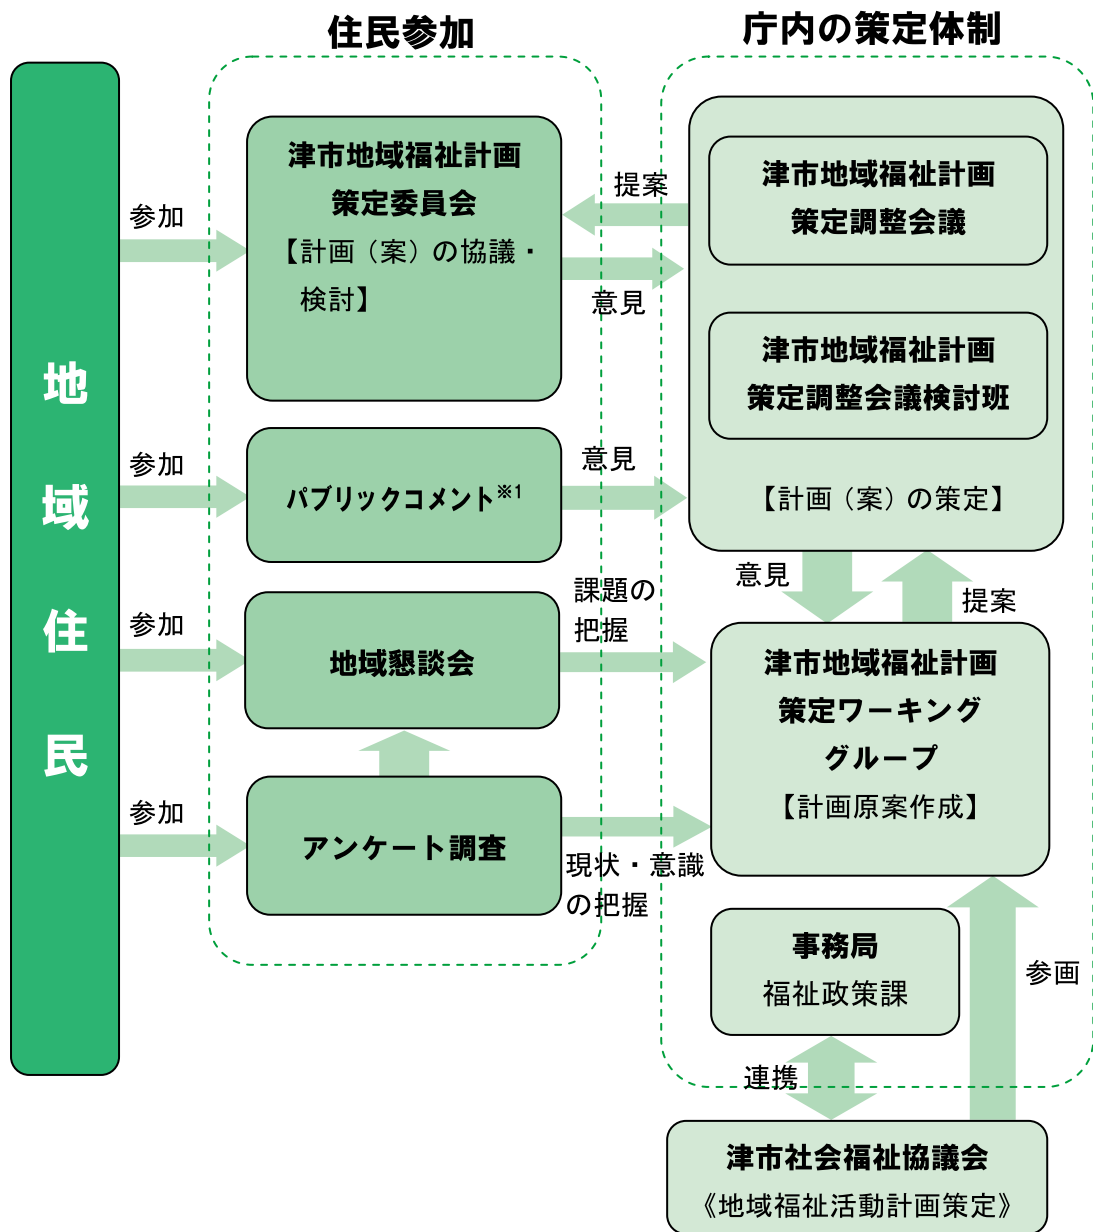 住民参加
庁内の策定体制
地域住民
参加
津市地域福祉計画
策定委員会
【計画（案）の協議・
検討】
提案
意見
津市地域福祉計画
策定調整会議
津市地域福祉計画
策定調整会議検討班
【計画（案）の策定】
参加
パブリックコメント※1
意見
意見
提案
参加
地域懇談会
課題の
把握
津市地域福祉計画
策定ワーキング
グループ
【計画原案作成】
参加
アンケート調査
現状・意識
の把握
事務局
福祉政策課
参画
連携
津市社会福祉協議会
《地域福祉活動計画策定》